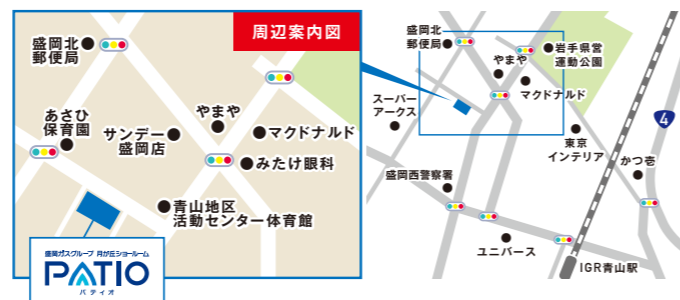 周辺案内図
盛岡北
郵便局
あさひ
保育園
サンデー
盛岡店
やまや
マクドナルド
みたけ眼科
青山地区
活動センター体育館
盛岡ガスグループ 月が丘ショールーム
PATIO
パティオ
盛岡北
郵便局
岩手県営
運動公園
やまや
マクドナルド
スーパー
アークス
東京
インテリア
4
かつ壱
盛岡西警察署
ユニバース
IGR青山駅